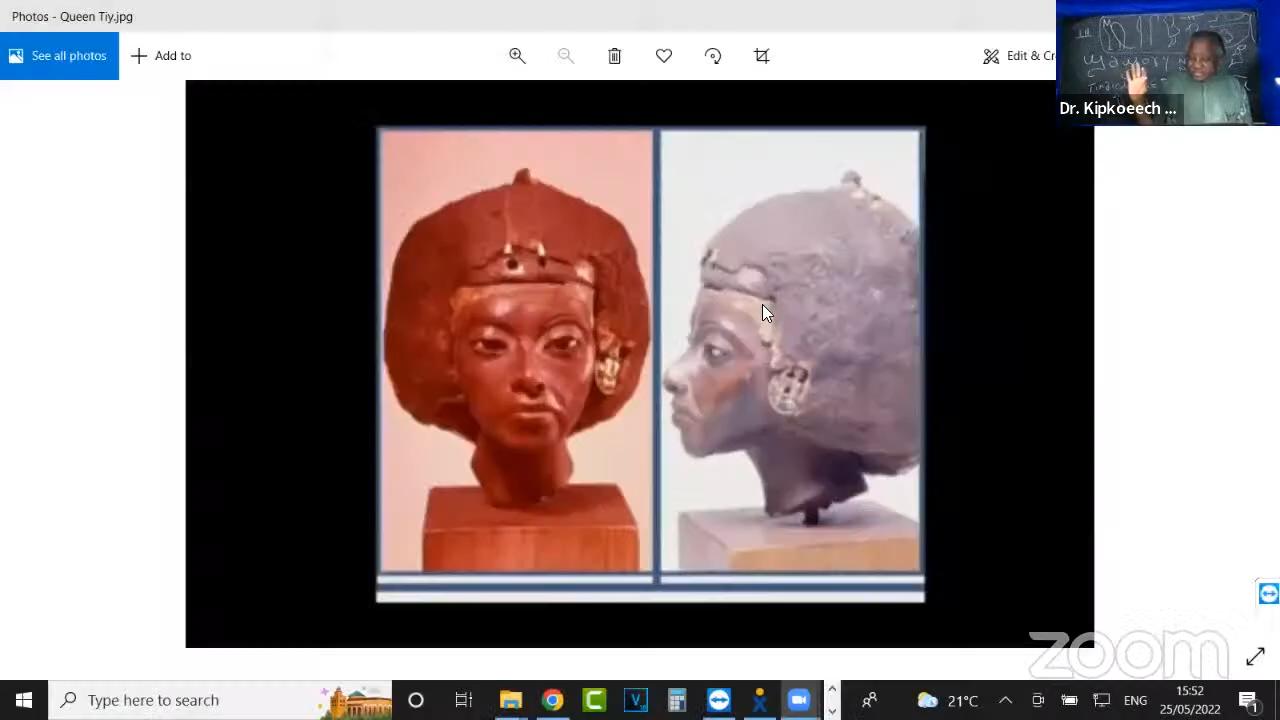 Photos - Queen Tiy.jpg
See all photos
Add to
Edit & Cr
Dr. Kipkoeech ...
zoom
Type here to search
21°C
ENG
15:52
25/05/2022
1